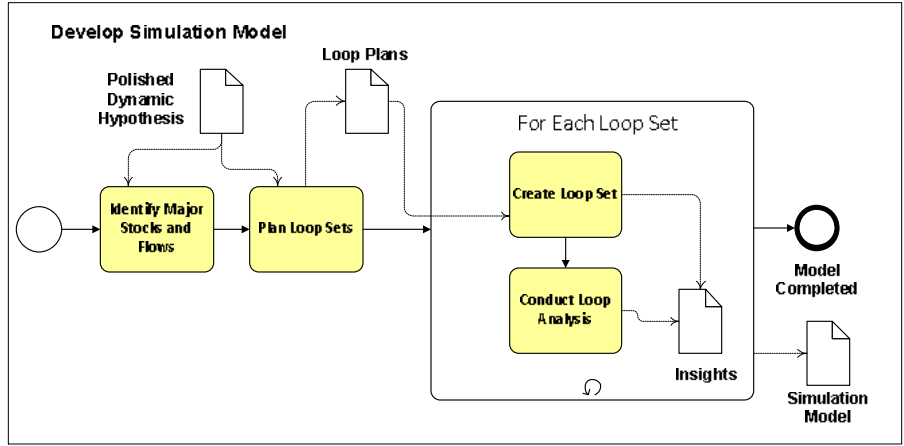 Develop Simulation Model
Loop Plans
Polished
Dynamic
Hypothesis
For Each Loop Set
Identify Major
Stocks and
Flows
Plan Loop Sets
Create Loop Set
Conduct Loop
Analysis
Insights
Model
Completed
Simulation
Model